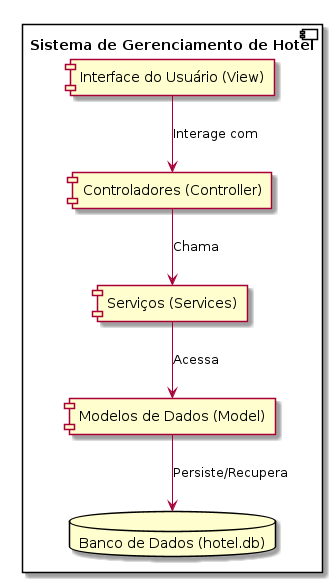 Sistema de Gerenciamento de Hotel
Interface do Usuário (View)
Interage com
Controladores (Controller)
Chama
Serviços (Services)
Acessa
Modelos de Dados (Model)
Persiste/Recupera
Banco de Dados (hotel.db)